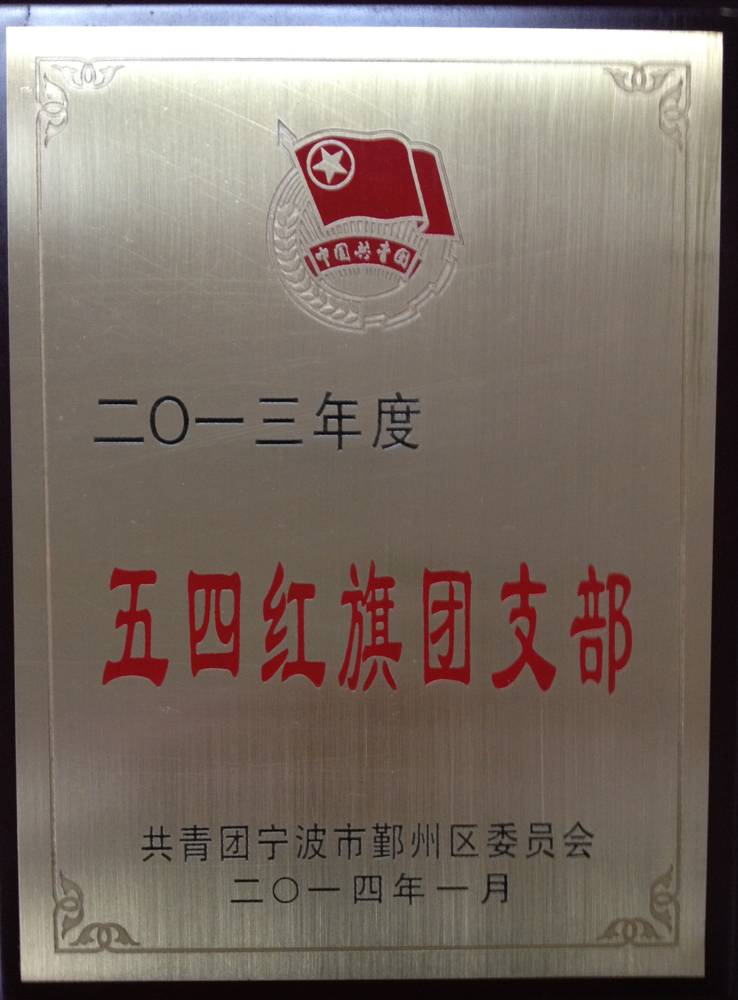 中国共青团
二〇一三年度
五四红旗团支部
共青团宁波市鄞州区委员会
二〇一四年一月